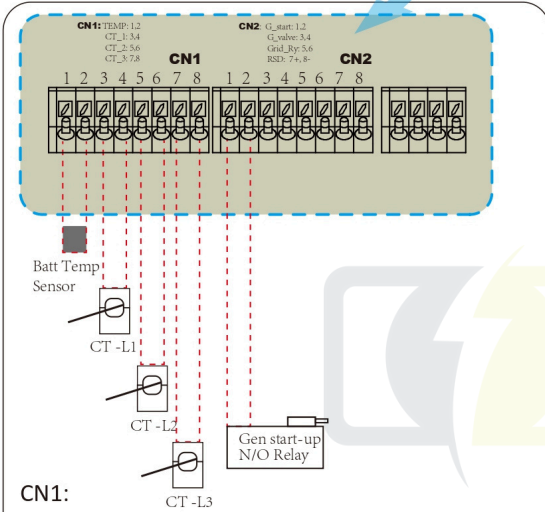 CN1: TEMP: 1,2
CT_1: 3,4
CT_2: 5,6
CT_3: 7,8
CN1
CN2: G_start: 1,2
G_valve: 3,4
Grid_Ry: 5,6
RSD: 7+, 8-
CN2
1 2 3 4 5 6 7 8
1 2 3 4 5 6 7 8
Batt Temp
Sensor
CT -L1
CT -L2
CT -L3
Gen start-up
N/O Relay
CN1: